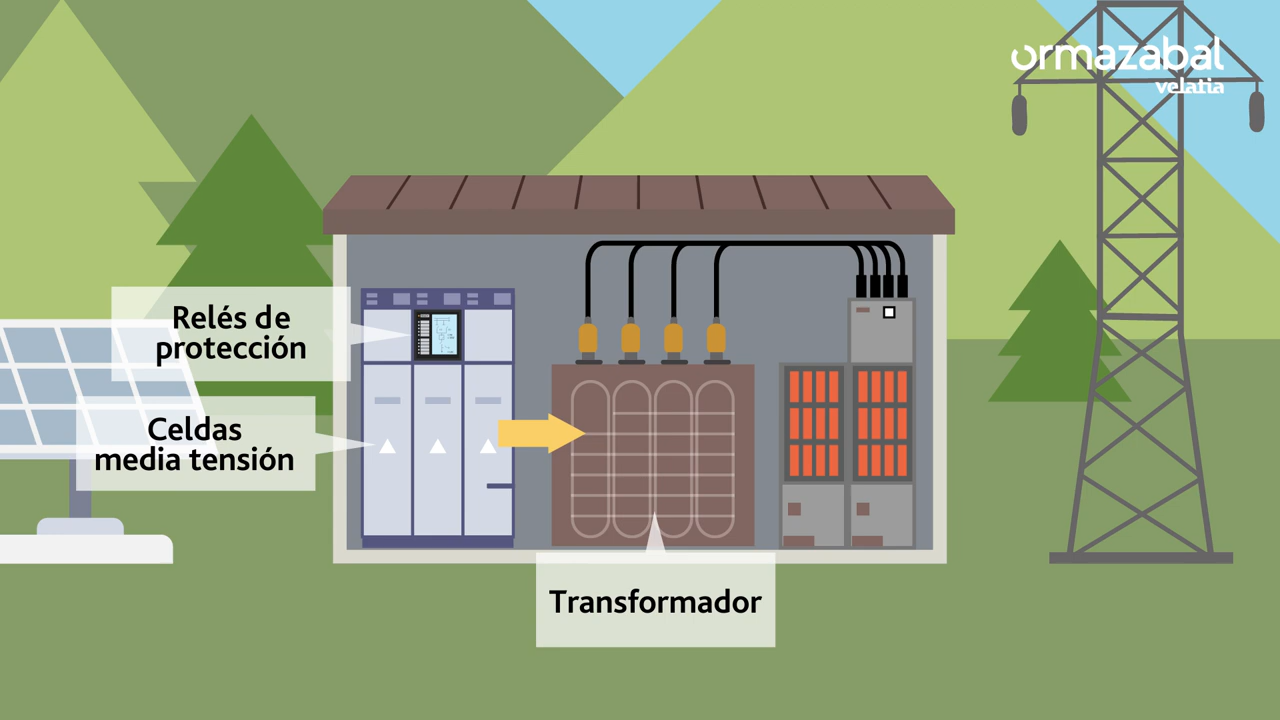 ormazabal
velatia
Relés de
protección
Celdas
media tensión
Transformador